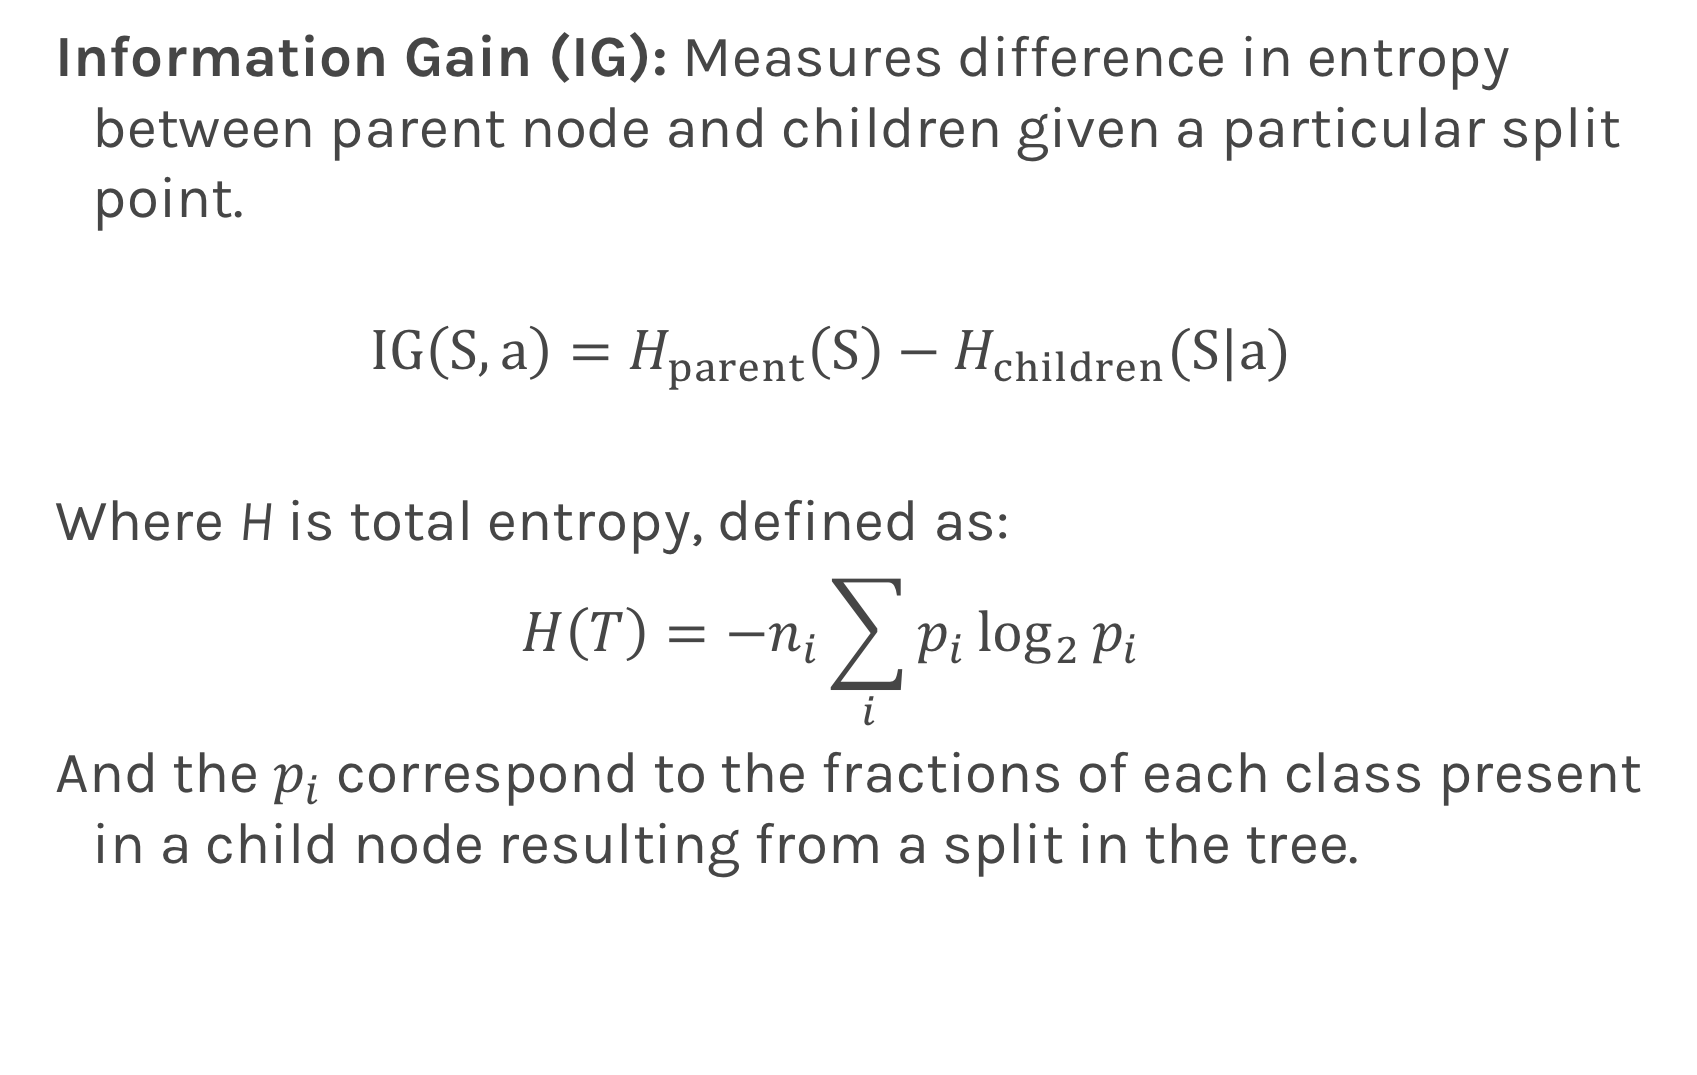 Information Gain (IG): Measures difference in entropy
between parent node and children given a particular split
point.
IG(S, a) = H_parent(S) − H_children(S|a)
Where H is total entropy, defined as:
H(T) = −n_i ∑_i p_i log_2 p_i
And the p_i correspond to the fractions of each class present
in a child node resulting from a split in the tree.